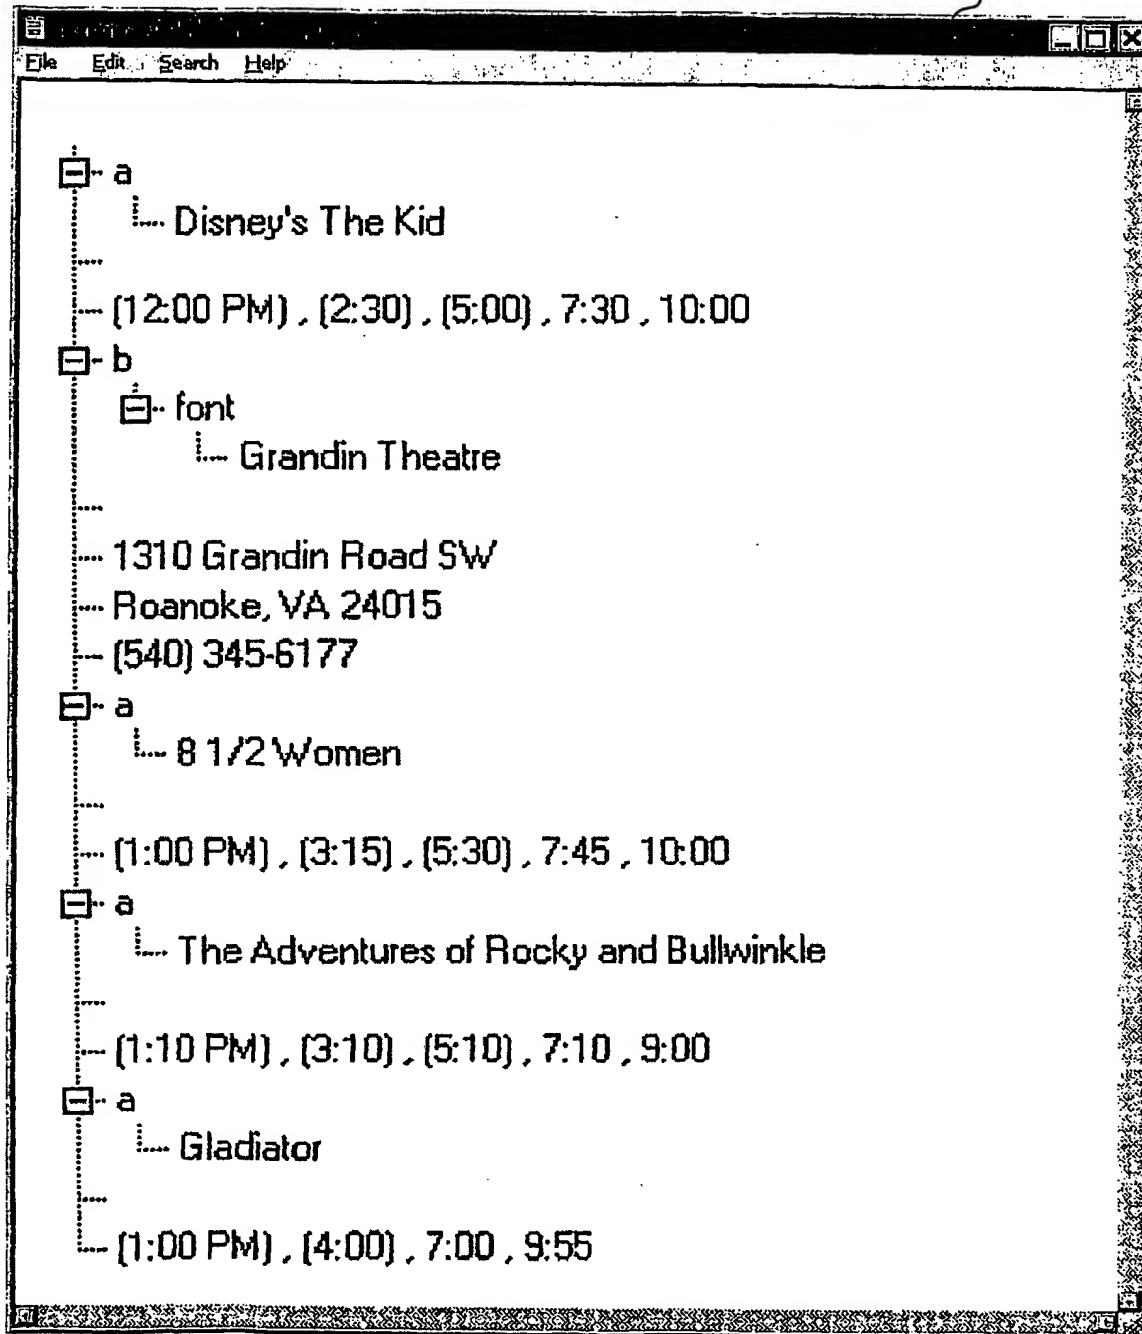 File Edit Search Help
a
Disney's The Kid
(12:00 PM) , (2:30) , (5:00) , 7:30 , 10:00
b
font
Grandin Theatre
1310 Grandin Road SW
Roanoke, VA 24015
(540) 345-6177
a
8 1/2 Women
(1:00 PM) , (3:15) , (5:30) , 7:45 , 10:00
a
The Adventures of Rocky and Bullwinkle
(1:10 PM) , (3:10) , (5:10) , 7:10 , 9:00
a
Gladiator
(1:00 PM) , (4:00) , 7:00 , 9:55